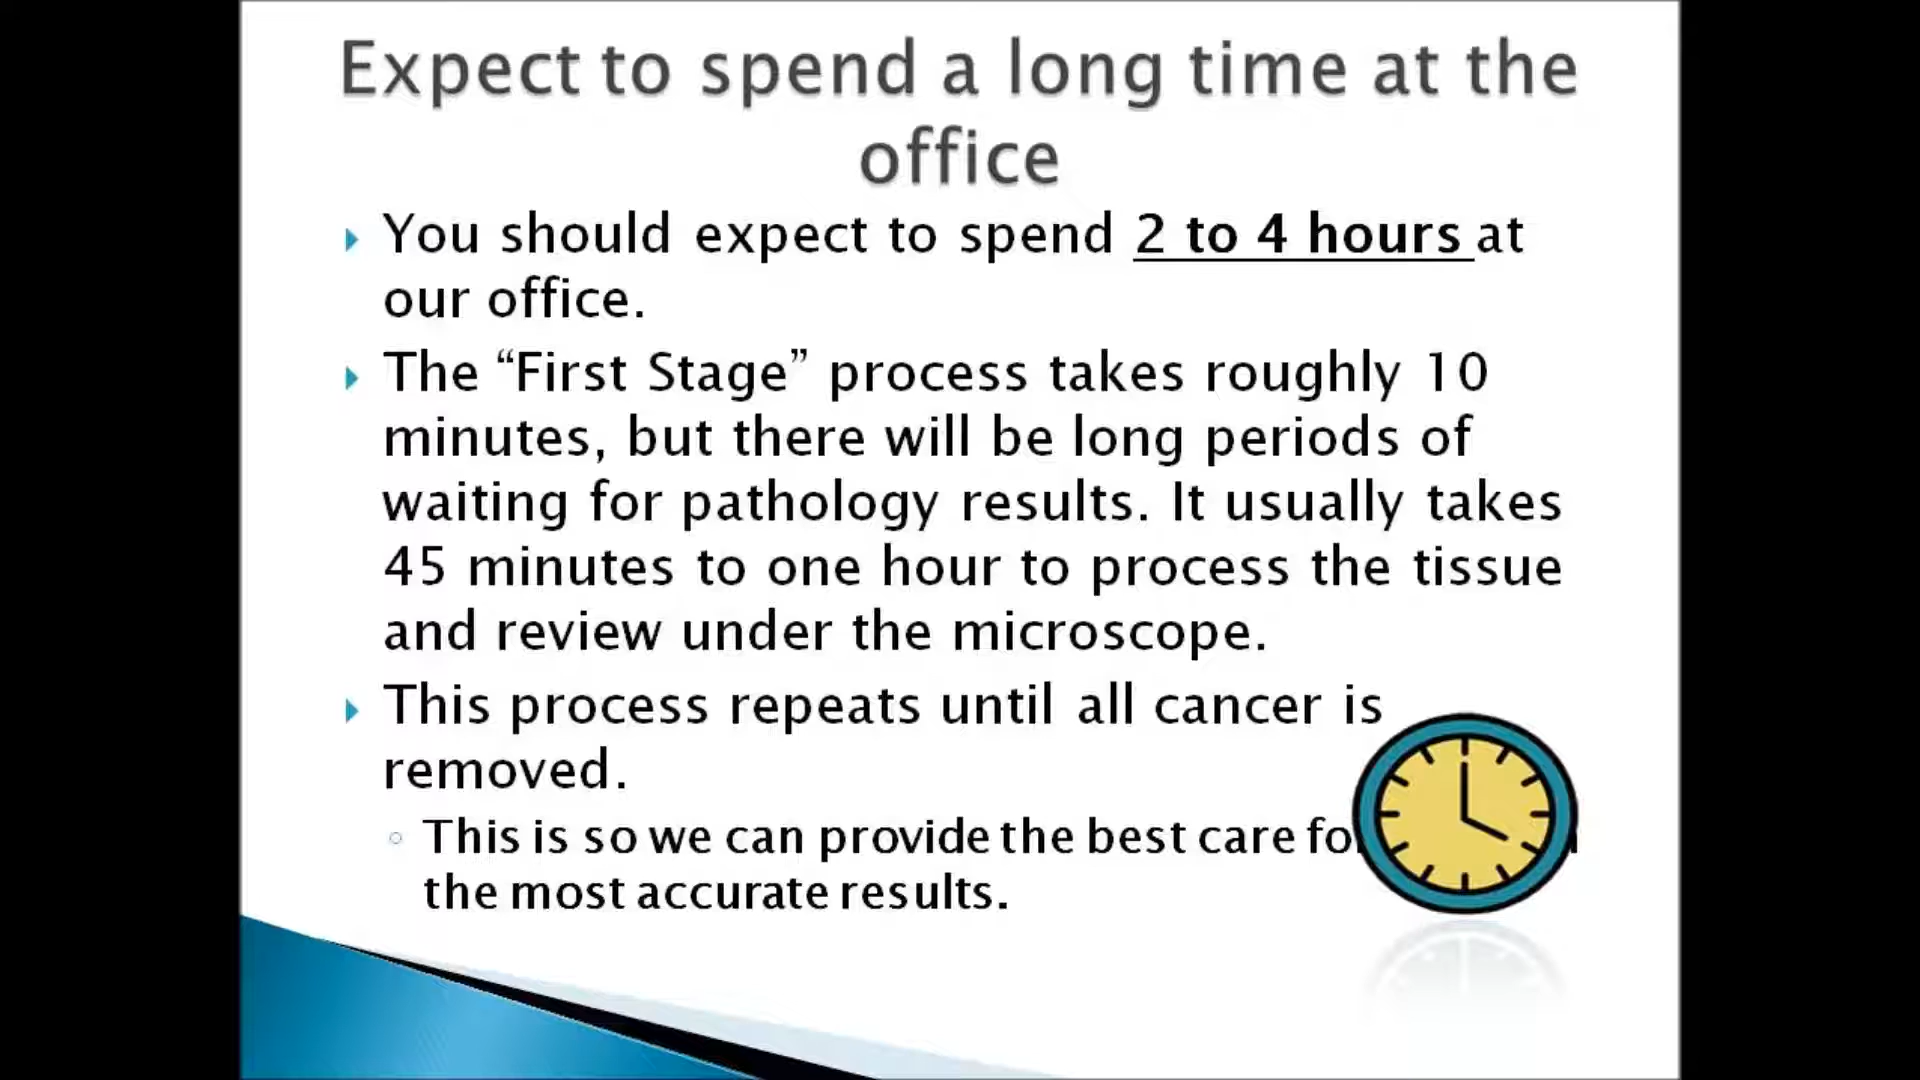 Expect to spend a long time at the
office
You should expect to spend 2 to 4 hours at
our office.
The “First Stage” process takes roughly 10
minutes, but there will be long periods of
waiting for pathology results. It usually takes
45 minutes to one hour to process the tissue
and review under the microscope.
This process repeats until all cancer is
removed.
This is so we can provide the best care
the most accurate results.